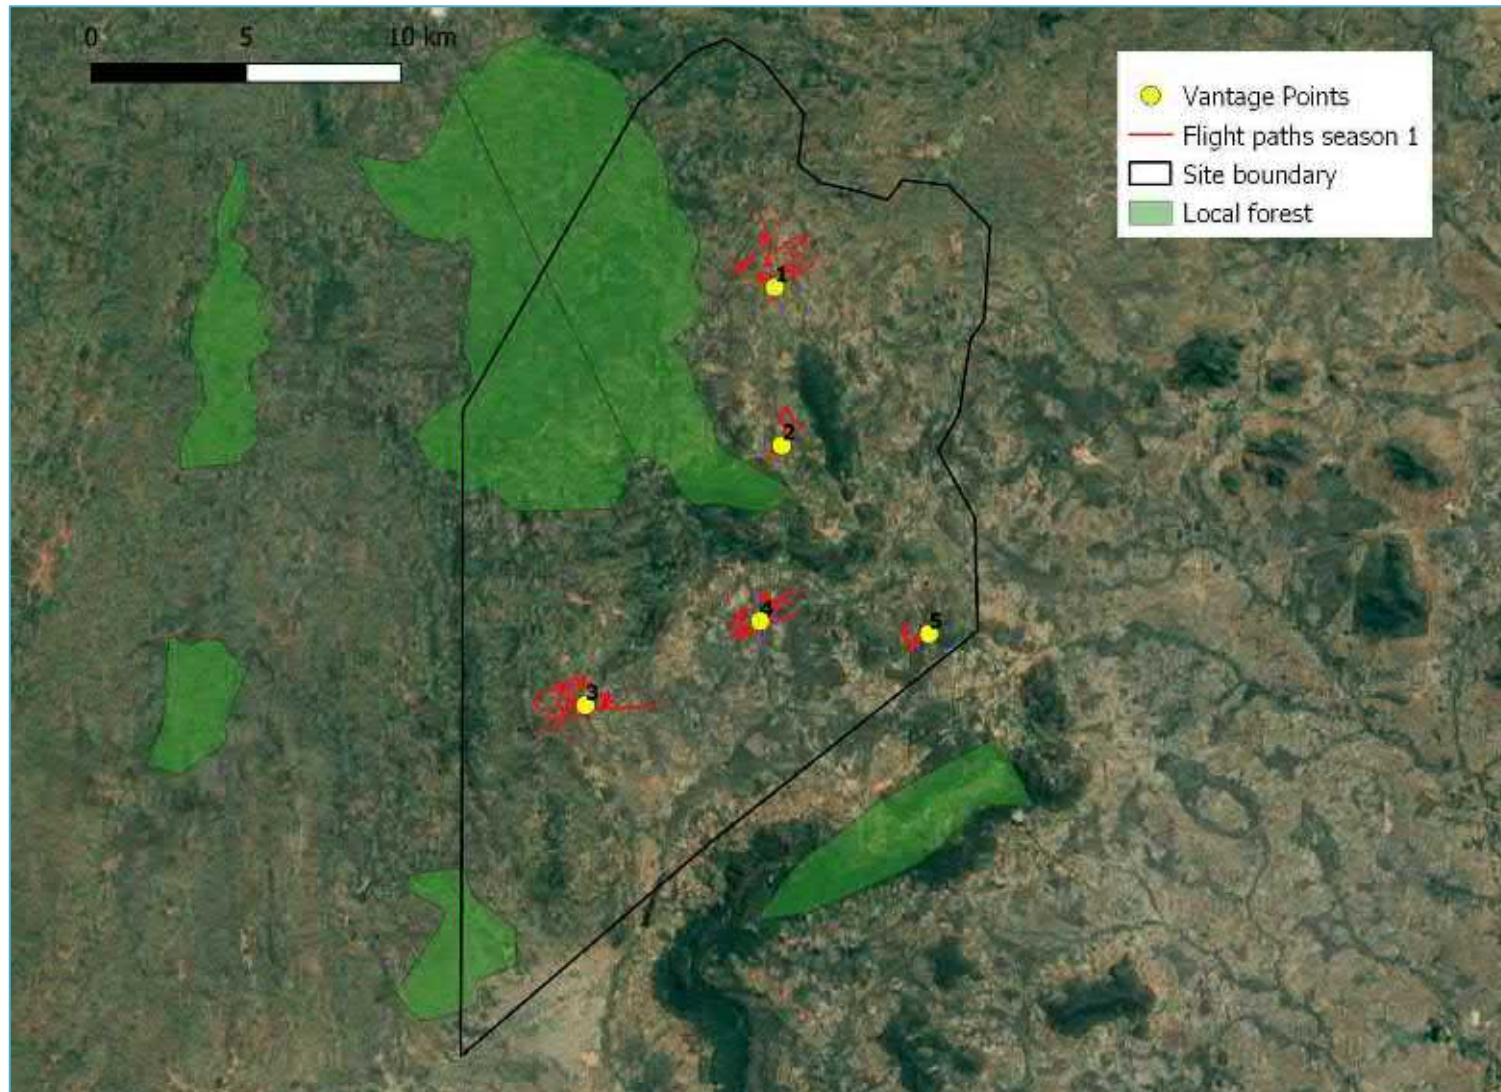 0 5 10 km
Vantage Points
Flight paths season 1
Site boundary
Local forest
1
2
4
5
3